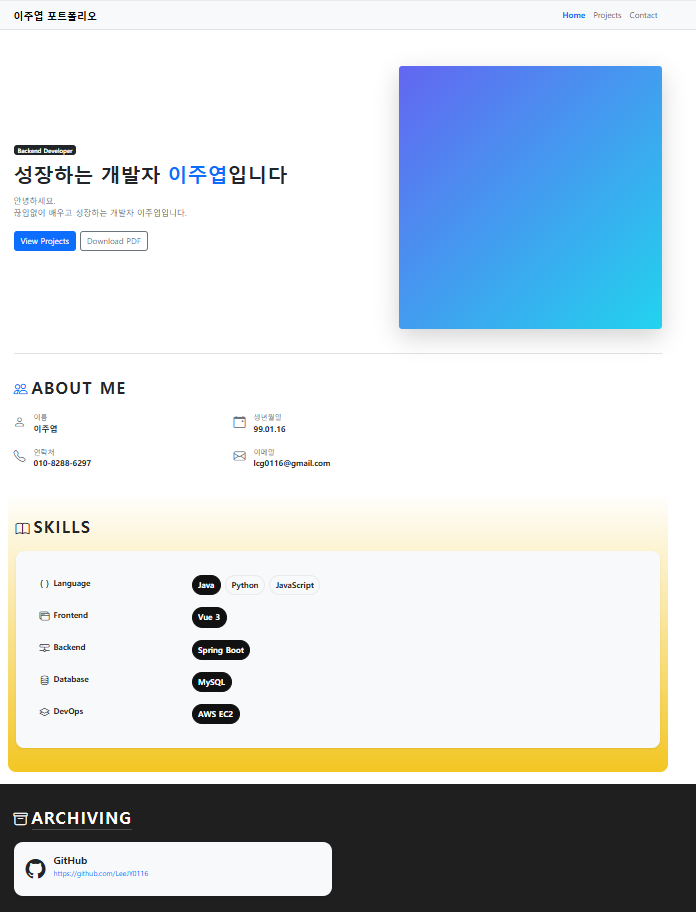 이주엽 포트폴리오
Home Projects Contact
Backend Developer
성장하는 개발자 이주엽입니다
안녕하세요.
끊임없이 배우고 성장하는 개발자 이주엽입니다.
View Projects Download PDF
ABOUT ME
이름
이주엽
생년월일
99.01.16
연락처
010-8288-6297
이메일
lcg0116@gmail.com
SKILLS
Language Java Python JavaScript
Frontend Vue 3
Backend Spring Boot
Database MySQL
DevOps AWS EC2
ARCHIVING
GitHub
https://github.com/LeeJY0116